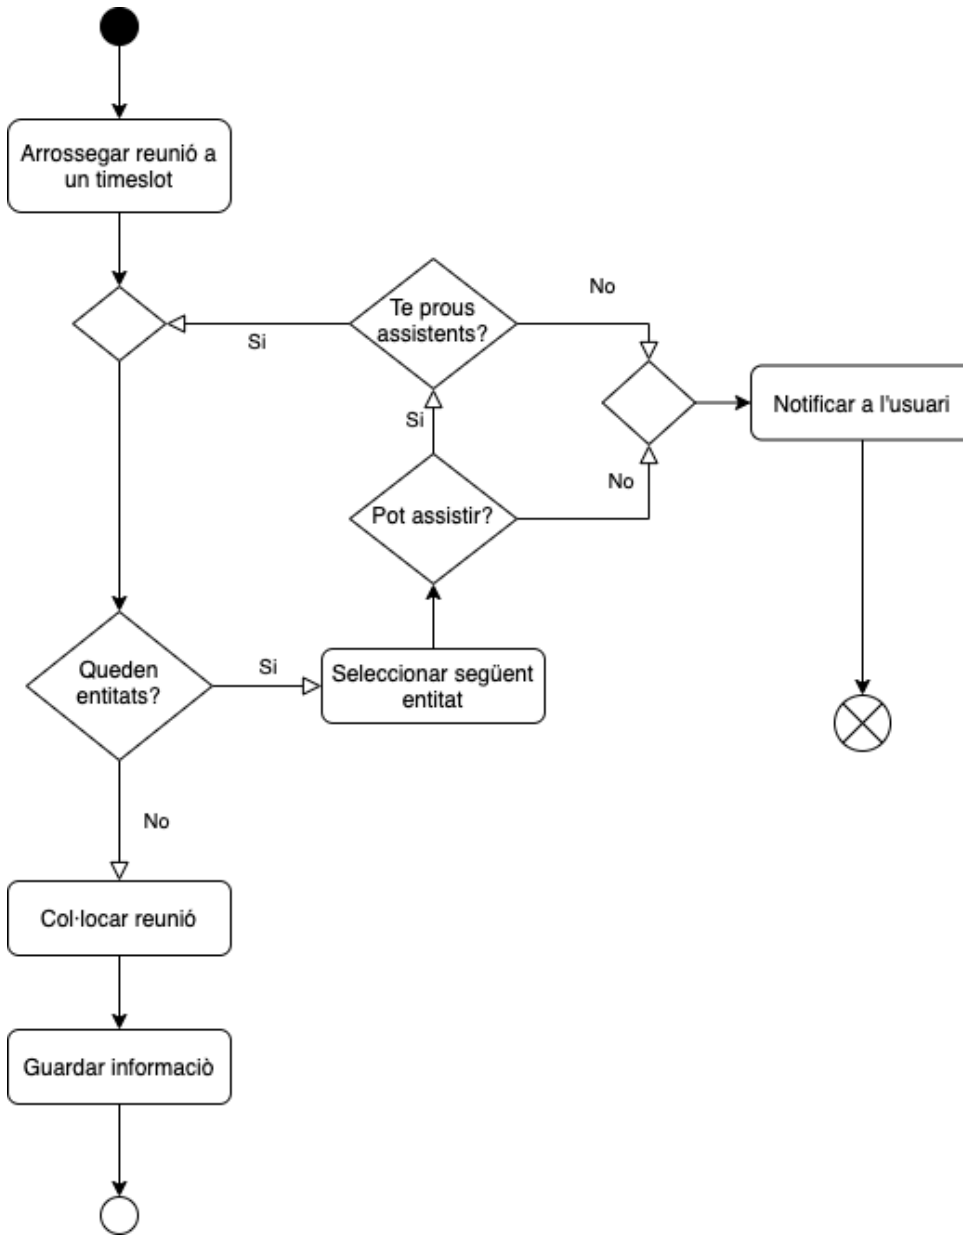 Arrossegar reunió a
un timeslot
Te prous
assistents?
No
Si
Notificar a l'usuari
Si
No
Pot assistir?
Queden
entitats?
Si
Seleccionar següent
entitat
No
Col·locar reunió
Guardar informaciò